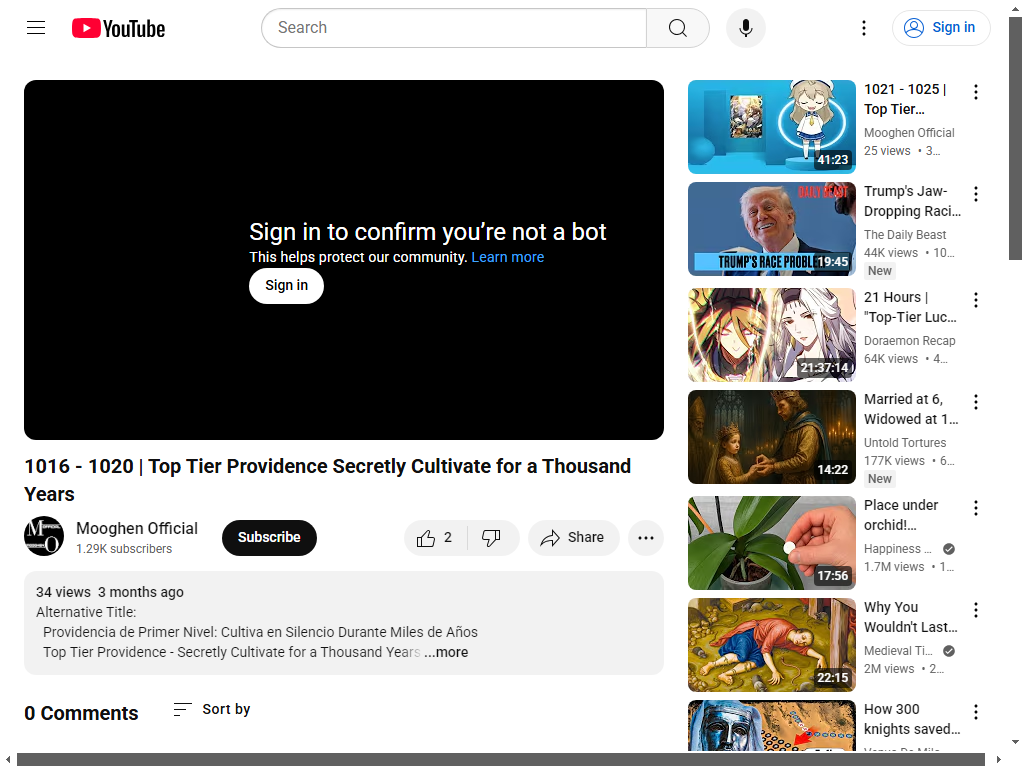 YouTube
Search
Sign in
Sign in to confirm you’re not a bot
This helps protect our community. Learn more
Sign in
1016 - 1020 | Top Tier Providence Secretly Cultivate for a Thousand
Years
Mooghen Official
1.29K subscribers
Subscribe
2
Share
34 views 3 months ago
Alternative Title:
Providencia de Primer Nivel: Cultiva en Silencio Durante Miles de Años
Top Tier Providence - Secretly Cultivate for a Thousand Years ...more
0 Comments
Sort by
41:23
1021 - 1025 |
Top Tier...
Mooghen Official
25 views • 3...
DAILY BEAST
TRUMP'S RACE PROBLE
19:45
Trump's Jaw-
Dropping Raci...
The Daily Beast
44K views • 10...
New
21:37:14
21 Hours |
"Top-Tier Luc...
Doraemon Recap
64K views • 4...
14:22
Married at 6,
Widowed at 1...
Untold Tortures
177K views • 6...
New
17:56
Place under
orchid!...
Happiness ...
1.7M views • 1...
22:15
Why You
Wouldn't Last...
Medieval Ti...
2M views • 2...
How 300
knights saved...